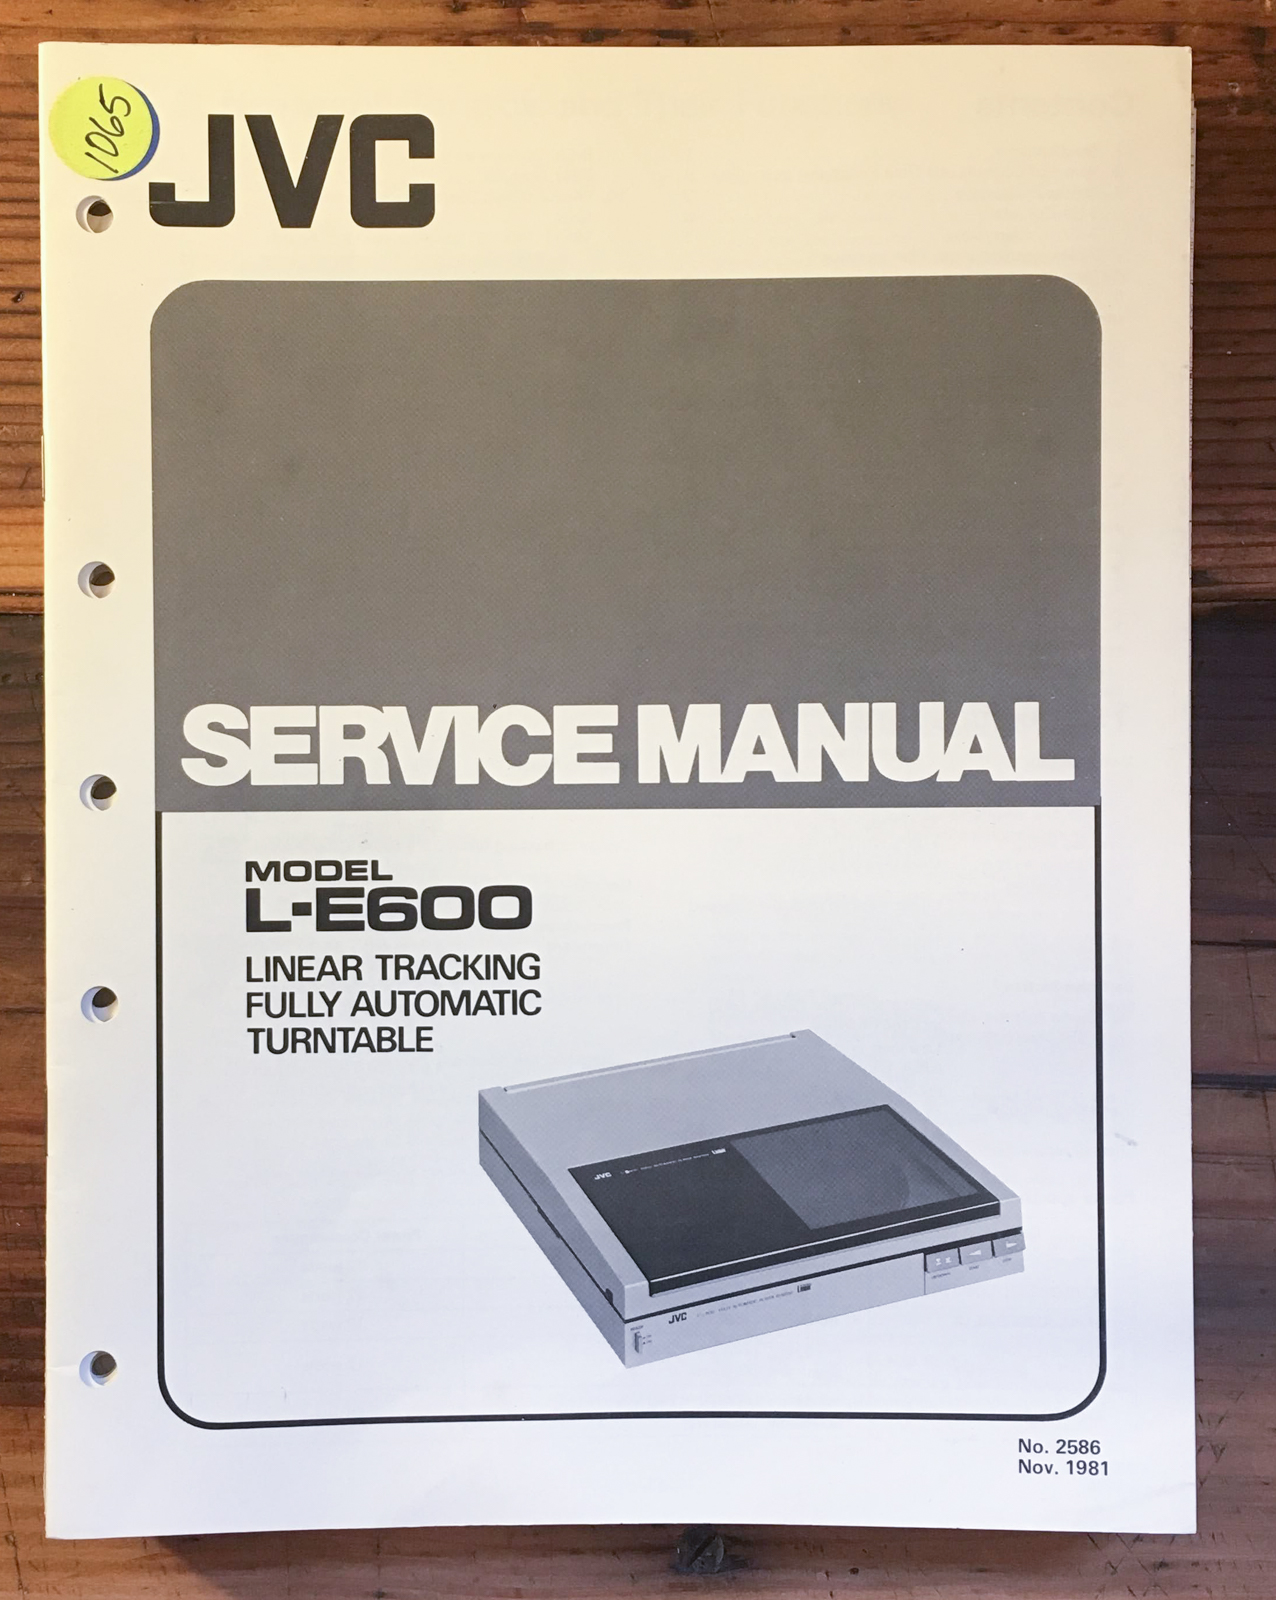 1065
JVC
SERVICE MANUAL
MODEL
L-E600
LINEAR TRACKING
FULLY AUTOMATIC
TURNTABLE
JVC
JVC
No. 2586
Nov. 1981